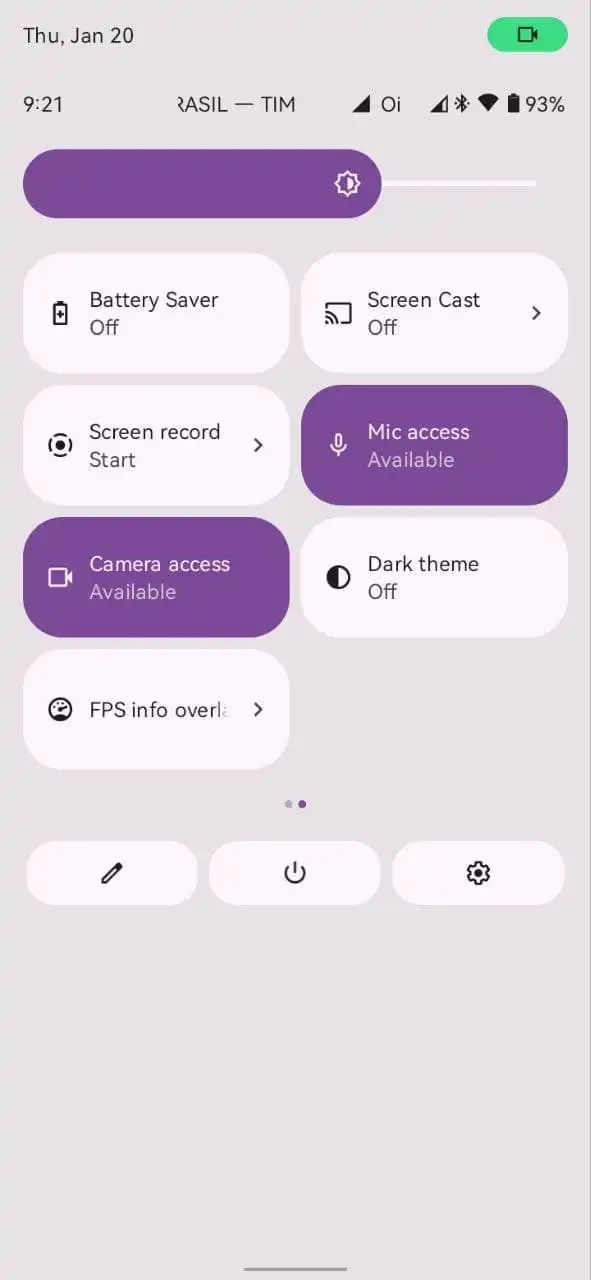 Thu, Jan 20
9:21 RASIL — TIM Oi 93%
Battery Saver
Off
Screen Cast
Off
Screen record
Start
Mic access
Available
Camera access
Available
Dark theme
Off
FPS info overla